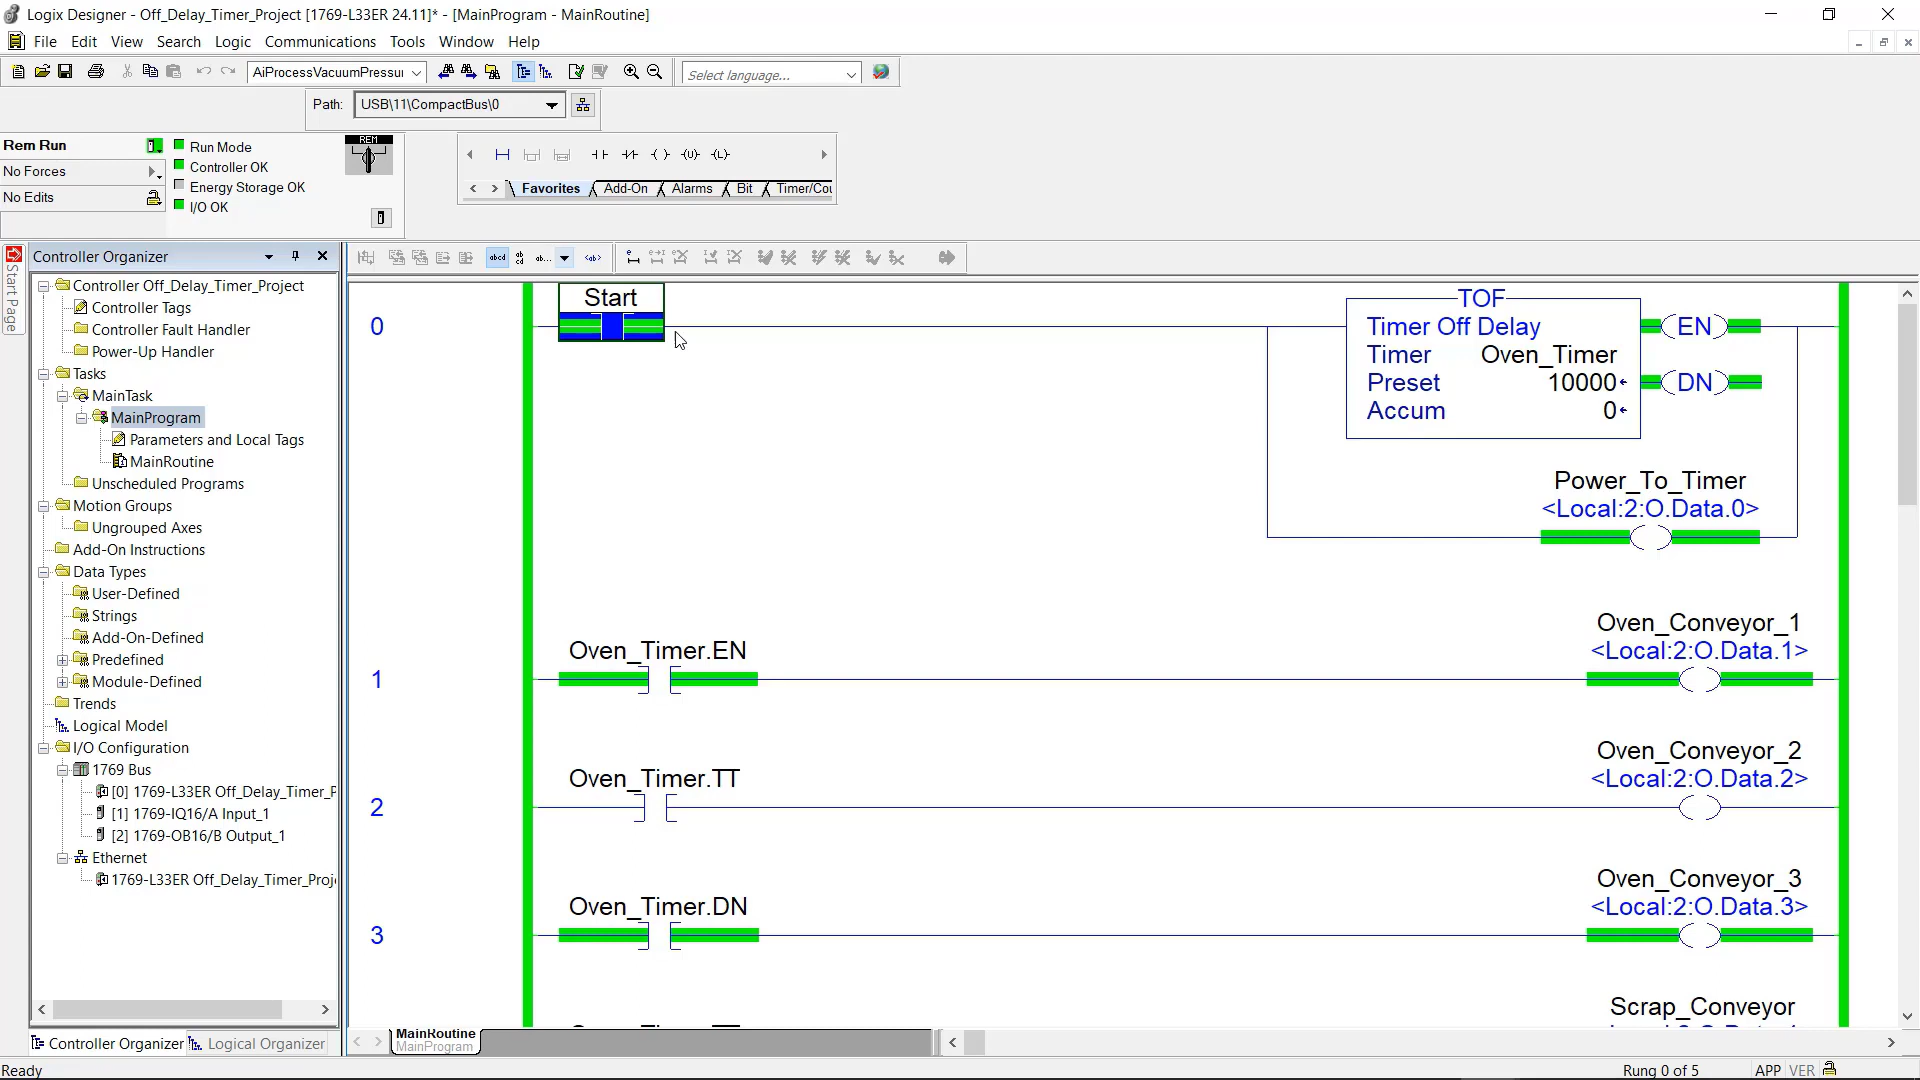 Logix Designer - Off_Delay_Timer_Project [1769-L33ER 24.11]* - [MainProgram - MainRoutine]
File Edit View Search Logic Communications Tools Window Help
AiProcessVacuumPressur
Select language...
Path: USB\11\CompactBus\0
Rem Run
No Forces
No Edits
Run Mode
Controller OK
Energy Storage OK
I/O OK
REM
Favorites Add-On Alarms Bit Timer/Cou
Start Page
Controller Organizer
Controller Off_Delay_Timer_Project
Controller Tags
Controller Fault Handler
Power-Up Handler
Tasks
MainTask
MainProgram
Parameters and Local Tags
MainRoutine
Unscheduled Programs
Motion Groups
Ungrouped Axes
Add-On Instructions
Data Types
User-Defined
Strings
Add-On-Defined
Predefined
Module-Defined
Trends
Logical Model
I/O Configuration
1769 Bus
[0] 1769-L33ER Off_Delay_Timer_P
[1] 1769-IQ16/A Input_1
[2] 1769-OB16/B Output_1
Ethernet
1769-L33ER Off_Delay_Timer_Proj
Controller Organizer Logical Organizer
0
Start
TOF
Timer Off Delay
Timer Oven_Timer
Preset 10000
Accum 0
EN
DN
Power_To_Timer
<Local:2:O.Data.0>
1
Oven_Timer.EN
Oven_Conveyor_1
<Local:2:O.Data.1>
2
Oven_Timer.TT
Oven_Conveyor_2
<Local:2:O.Data.2>
3
Oven_Timer.DN
Oven_Conveyor_3
<Local:2:O.Data.3>
Scrap_Conveyor
MainRoutine
MainProgram
Ready
Rung 0 of 5 APP VER